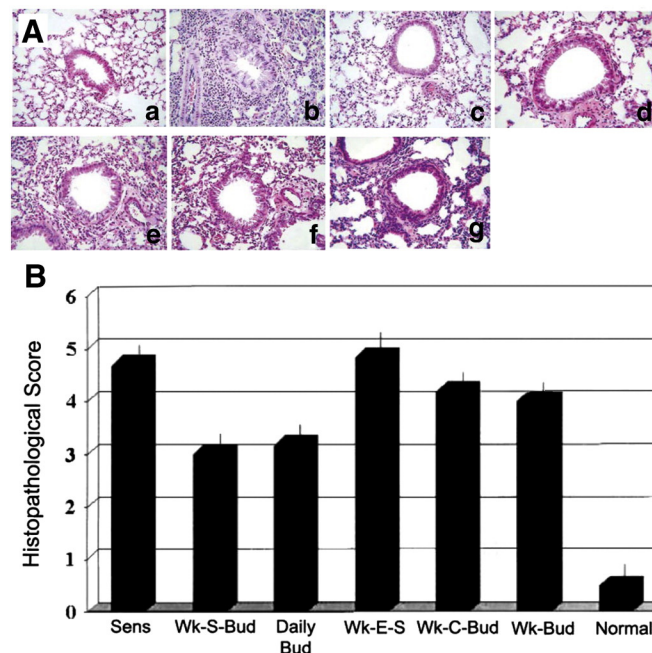 A
a
b
c
d
e
f
g
B
6
5
4
3
2
1
0
Histopathological Score
Sens
Wk-S-Bud
Daily
Bud
Wk-E-S
Wk-C-Bud
Wk-Bud
Normal